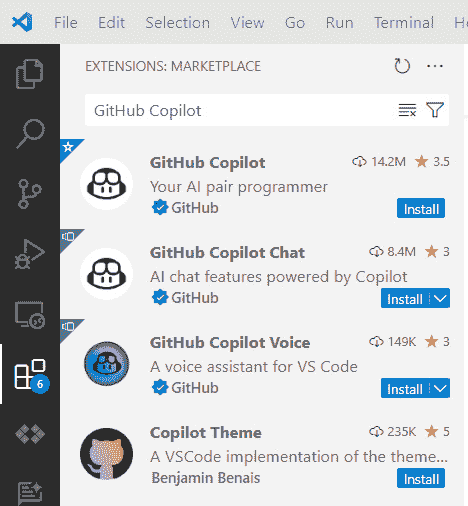 File Edit Selection View Go Run Terminal
EXTENSIONS: MARKETPLACE
GitHub Copilot
GitHub Copilot 14.2M 3.5
Your AI pair programmer
GitHub Install
GitHub Copilot Chat 8.4M 3
AI chat features powered by Copilot
GitHub Install
GitHub Copilot Voice 149K 3
A voice assistant for VS Code
GitHub Install
6
Copilot Theme 235K 5
A VSCode implementation of the theme...
Benjamin Benais Install